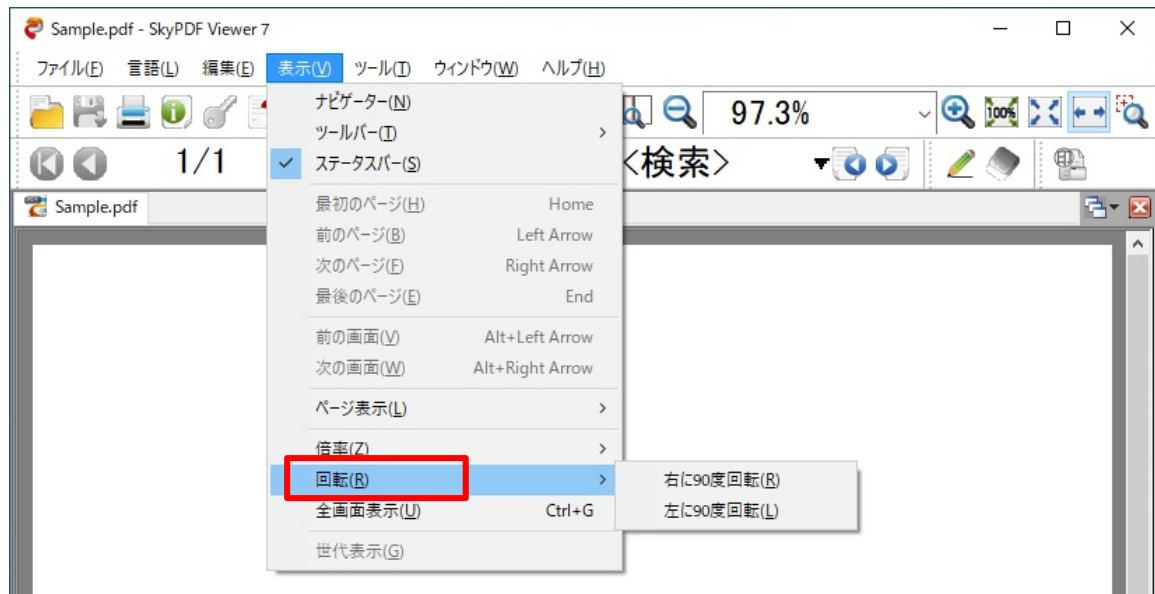 Sample.pdf - SkyPDF Viewer 7
ファイル(F) 言語(L) 編集(E) 表示(V) ツール(T) ウィンドウ(W) ヘルプ(H)
97.3%
100%
1/1
<検索>
Sample.pdf
ナビゲーター(N)
ツールバー(T)
ステータスバー(S)
最初のページ(H) Home
前のページ(B) Left Arrow
次のページ(F) Right Arrow
最後のページ(E) End
前の画面(V) Alt+Left Arrow
次の画面(W) Alt+Right Arrow
ページ表示(L)
倍率(Z)
回転(R)
右に90度回転(R)
左に90度回転(L)
全画面表示(U) Ctrl+G
世代表示(G)